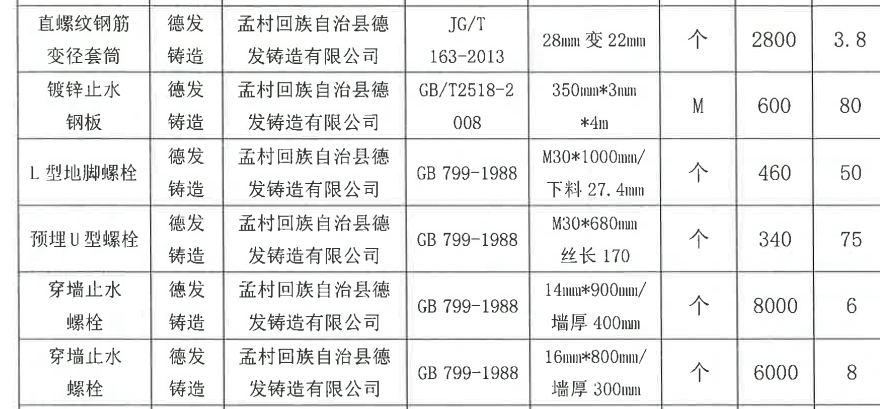 直螺纹钢筋变径套筒 德发铸造 孟村回族自治县德发铸造有限公司 JG/T 163-2013 28mm 变 22mm 个 2800 3.8
镀锌止水钢板 德发铸造 孟村回族自治县德发铸造有限公司 GB/T2518-2008 350mm*3mm*4m M 600 80
L 型地脚螺栓 德发铸造 孟村回族自治县德发铸造有限公司 GB 799-1988 M30*1000mm/下料 27.4mm 个 460 50
预埋 U 型螺栓 德发铸造 孟村回族自治县德发铸造有限公司 GB 799-1988 M30*680mm 丝长 170 个 340 75
穿墙止水螺栓 德发铸造 孟村回族自治县德发铸造有限公司 GB 799-1988 14mm*900mm/墙厚 400mm 个 8000 6
穿墙止水螺栓 德发铸造 孟村回族自治县德发铸造有限公司 GB 799-1988 16mm*800mm/墙厚 300mm 个 6000 8